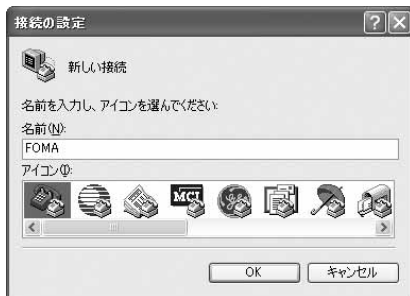 接続の設定
新しい接続
名前を入力し、アイコンを選んでください:
名前(N):
FOMA
アイコン(I):
MCI
OK キャンセル